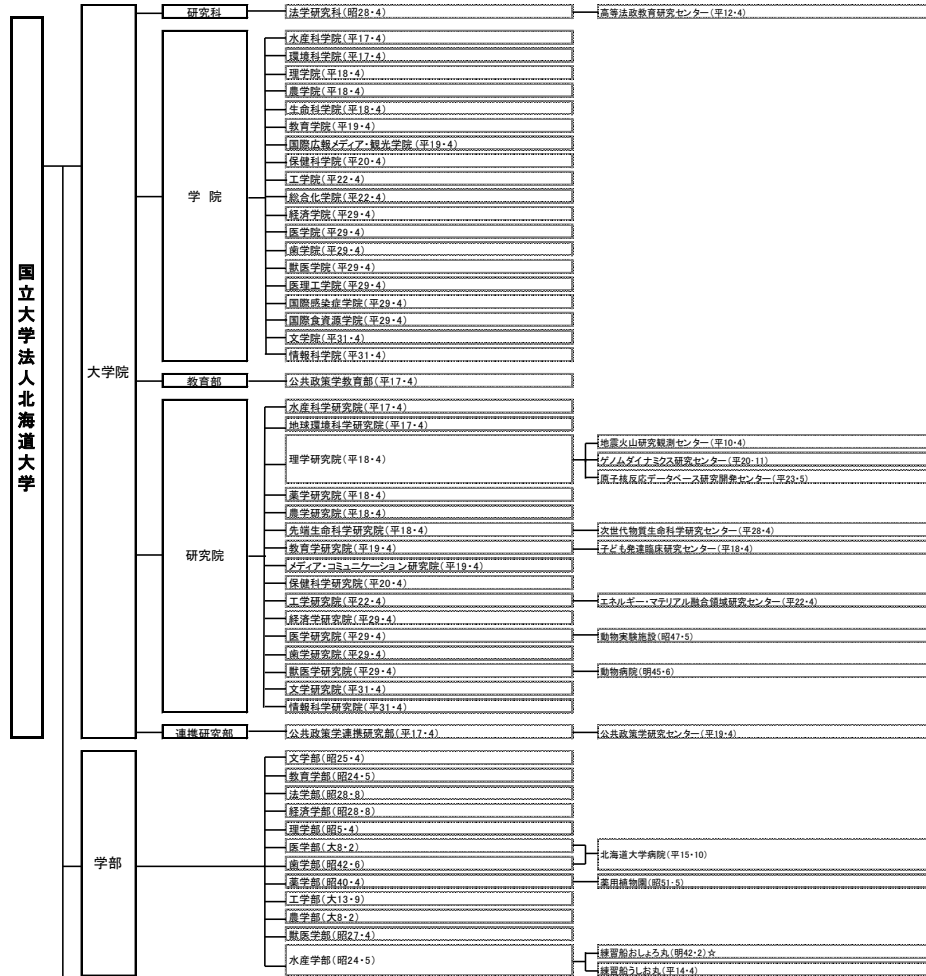 国立大学法人北海道大学
大学院
研究科
法学研究科(昭28・4)
高等法政教育研究センター(平12・4)
学 院
水産科学院(平17・4)
環境科学院(平17・4)
理学院(平18・4)
農学院(平18・4)
生命科学院(平18・4)
教育学院(平19・4)
国際広報メディア・観光学院(平19・4)
保健科学院(平20・4)
工学院(平22・4)
総合化学院(平22・4)
経済学院(平29・4)
医学院(平29・4)
歯学院(平29・4)
獣医学院(平29・4)
医理工学院(平29・4)
国際感染症学院(平29・4)
国際食資源学院(平29・4)
文学院(平31・4)
情報科学院(平31・4)
教育部
公共政策学教育部(平17・4)
研究院
水産科学研究院(平17・4)
地球環境科学研究院(平17・4)
理学研究院(平18・4)
地震火山研究観測センター(平10・4)
ゲノムダイナミクス研究センター(平20・11)
原子核反応データベース研究開発センター(平23・5)
薬学研究院(平18・4)
農学研究院(平18・4)
先端生命科学研究院(平18・4)
次世代物質生命科学研究センター(平28・4)
教育学研究院(平19・4)
子ども発達臨床研究センター(平18・4)
メディア・コミュニケーション研究院(平19・4)
保健科学研究院(平20・4)
工学研究院(平22・4)
エネルギー・マテリアル融合領域研究センター(平22・4)
経済学研究院(平29・4)
医学研究院(平29・4)
動物実験施設(昭47・5)
歯学研究院(平29・4)
獣医学研究院(平29・4)
動物病院(明45・6)
文学研究院(平31・4)
情報科学研究院(平31・4)
連携研究部
公共政策学連携研究部(平17・4)
公共政策学研究センター(平19・4)
学部
文学部(昭25・4)
教育学部(昭24・5)
法学部(昭28・8)
経済学部(昭28・8)
理学部(昭5・4)
医学部(大8・2)
歯学部(昭42・6)
北海道大学病院(平15・10)
薬学部(昭40・4)
薬用植物園(昭51・5)
工学部(大13・9)
農学部(大8・2)
獣医学部(昭27・4)
水産学部(昭24・5)
練習船おしょろ丸(明42・2)☆
練習船うしお丸(平14・4)